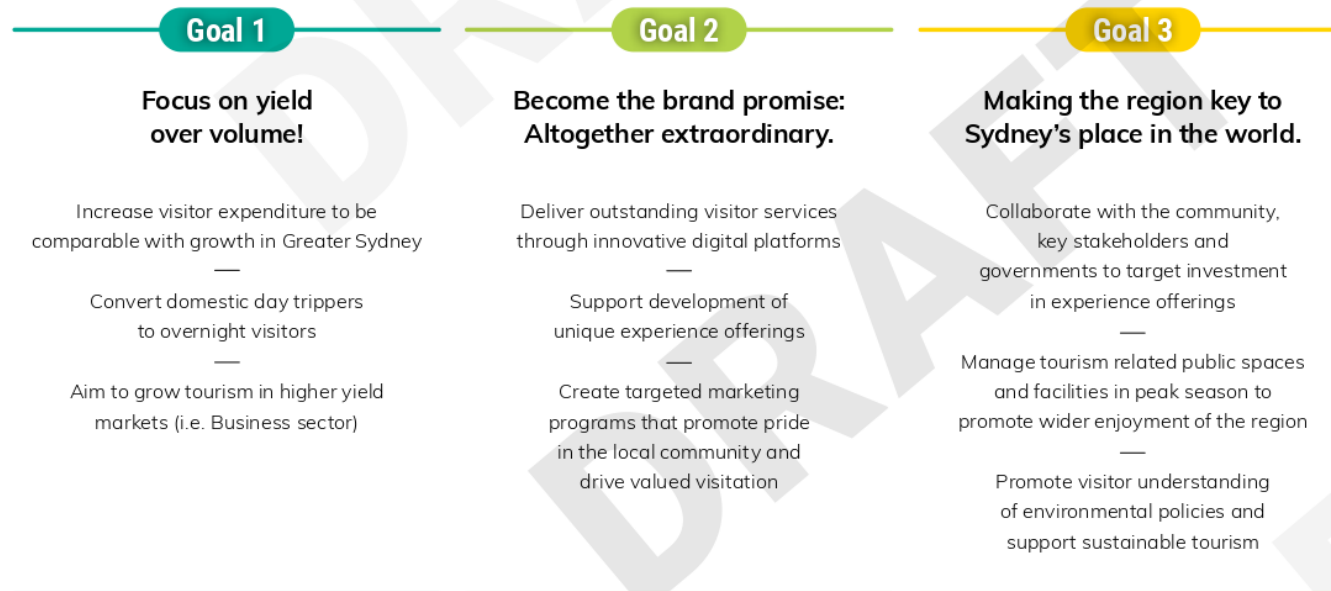 Goal 1
Focus on yield
over volume!
Increase visitor expenditure to be
comparable with growth in Greater Sydney
—
Convert domestic day trippers
to overnight visitors
—
Aim to grow tourism in higher yield
markets (i.e. Business sector)
Goal 2
Become the brand promise:
Altogether extraordinary.
Deliver outstanding visitor services
through innovative digital platforms
—
Support development of
unique experience offerings
—
Create targeted marketing
programs that promote pride
in the local community and
drive valued visitation
Goal 3
Making the region key to
Sydney's place in the world.
Collaborate with the community,
key stakeholders and
governments to target investment
in experience offerings
—
Manage tourism related public spaces
and facilities in peak season to
promote wider enjoyment of the region
—
Promote visitor understanding
of environmental policies and
support sustainable tourism
DRAFT